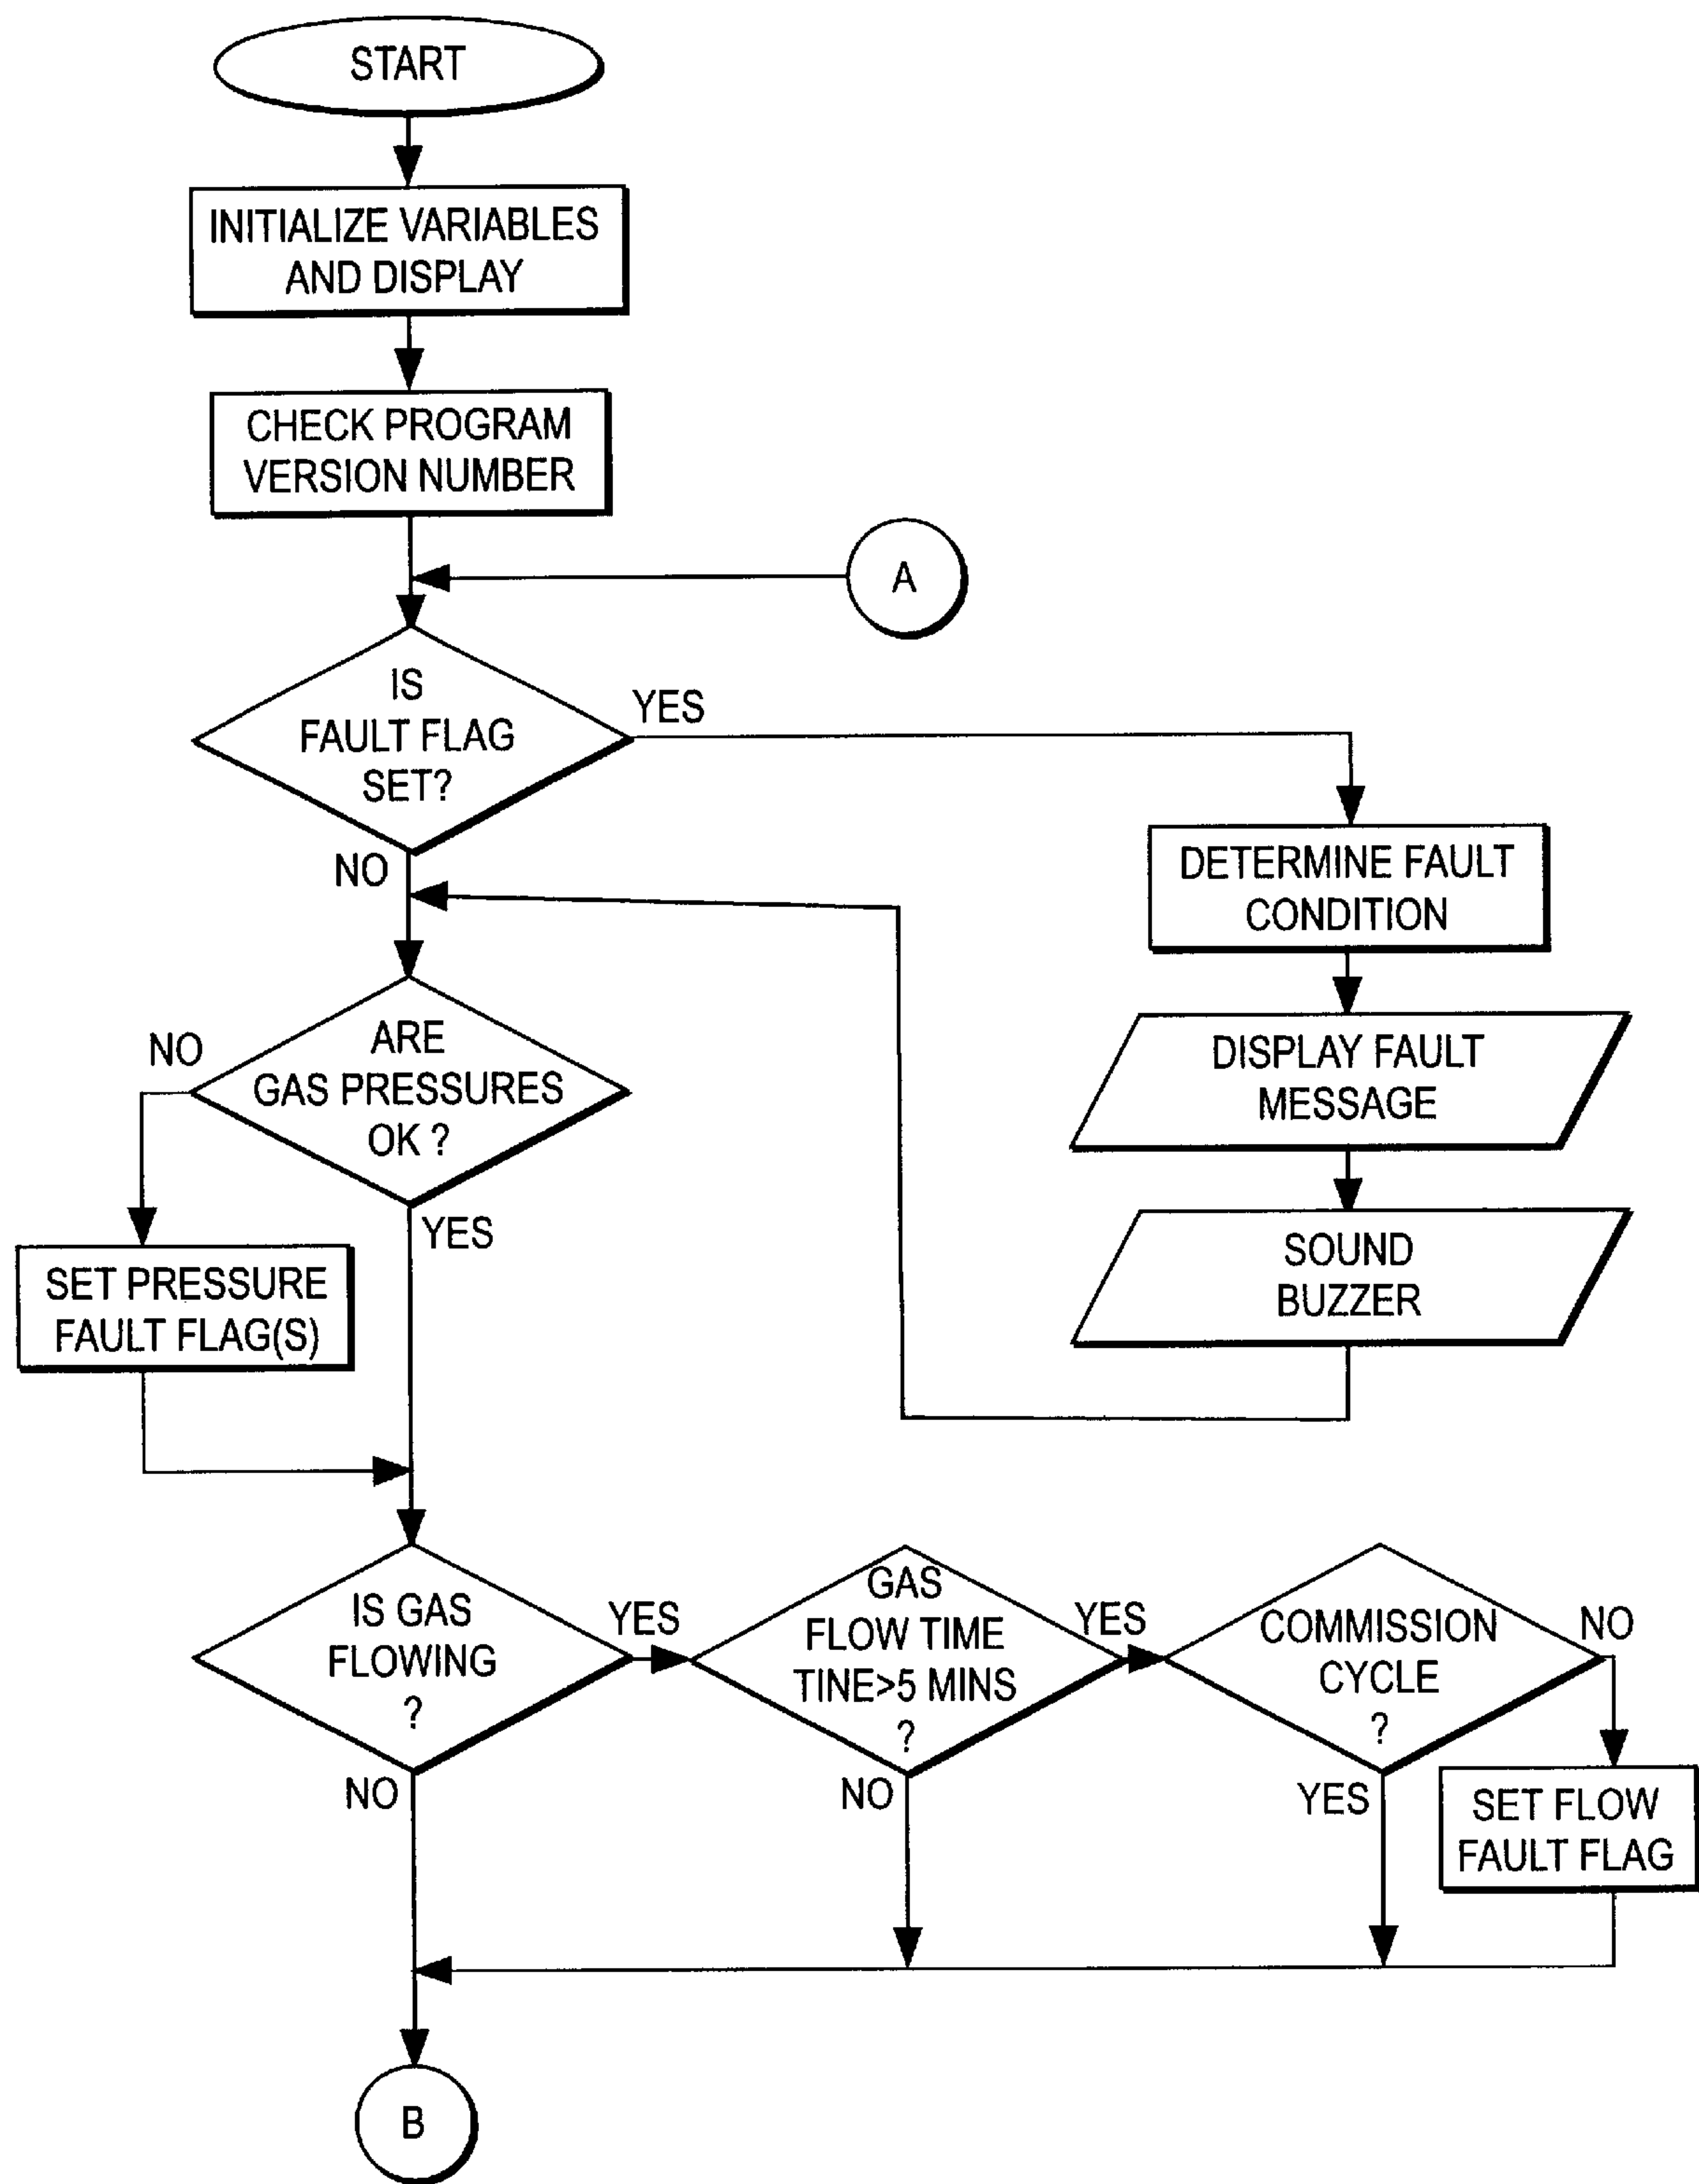 START
INITIALIZE VARIABLES
AND DISPLAY
CHECK PROGRAM
VERSION NUMBER
A
IS
FAULT FLAG
SET?
YES
NO
DETERMINE FAULT
CONDITION
DISPLAY FAULT
MESSAGE
SOUND
BUZZER
ARE
GAS PRESSURES
OK ?
NO
YES
SET PRESSURE
FAULT FLAG(S)
IS GAS
FLOWING
?
YES
NO
GAS
FLOW TIME
TINE>5 MINS
?
YES
NO
COMMISSION
CYCLE
?
NO
YES
SET FLOW
FAULT FLAG
B